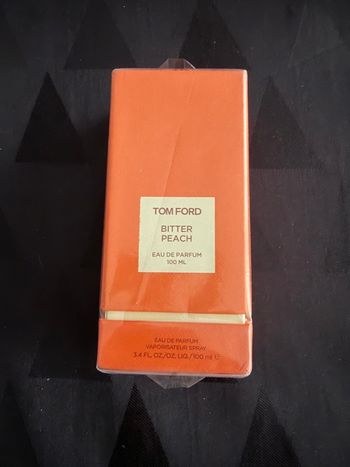 TOM FORD
BITTER
PEACH
EAU DE PARFUM
100 ML
EAU DE PARFUM
VAPORISATEUR SPRAY
3.4 FL. OZ./OZ. LIQ./100 ml ℮